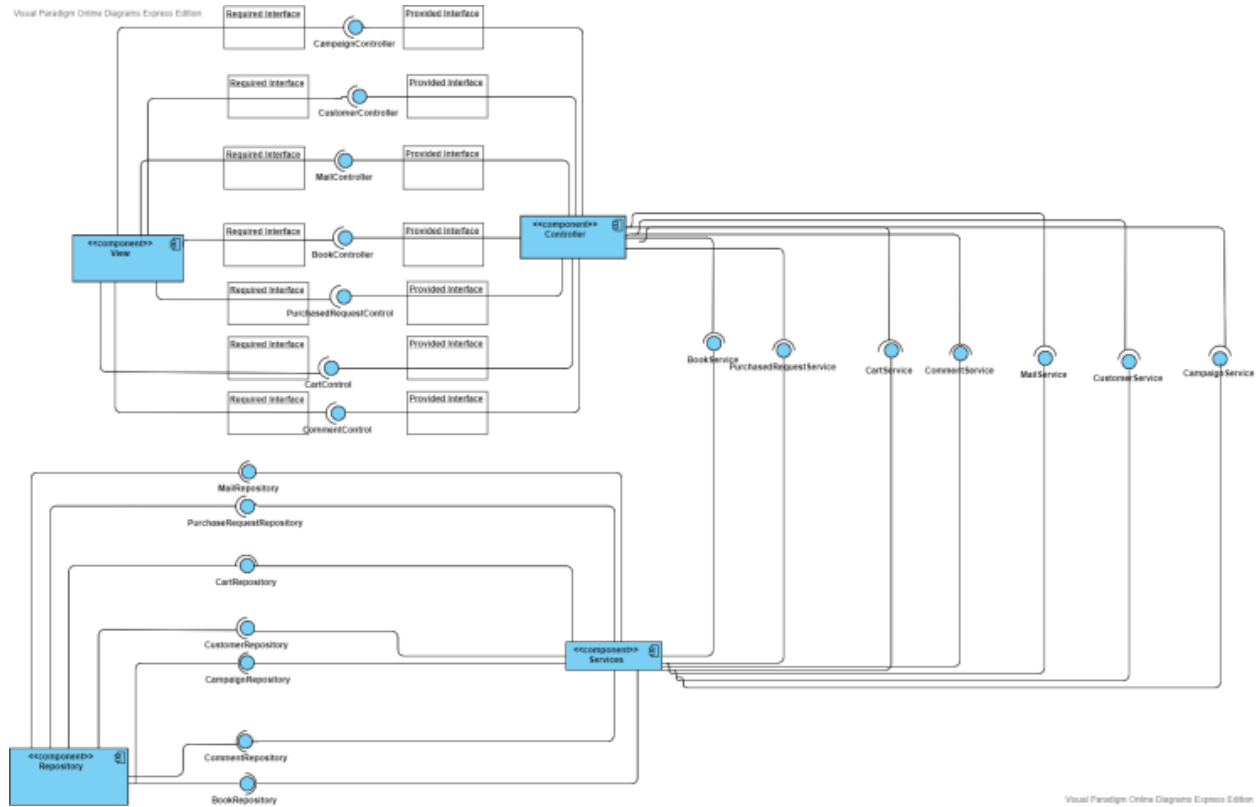 Visual Paradigm Online Diagrams Express Edition
Required Interface
Provided Interface
CampaignController
Required Interface
Provided Interface
CustomerController
Required Interface
Provided Interface
MailController
<<component>>
Controller
Required Interface
Provided Interface
<<component>>
View
BookController
Required Interface
Provided Interface
PurchasedRequestControl
Required Interface
Provided Interface
CartControl
Required Interface
Provided Interface
CommentControl
BookService
PurchasedRequestService
CartService
CommentService
MailService
CustomerService
CampaignService
MailRepository
PurchaseRequestRepository
CartRepository
CustomerRepository
<<component>>
Services
CampaignRepository
<<component>>
Repository
CommentRepository
BookRepository
Visual Paradigm Online Diagrams Express Edition